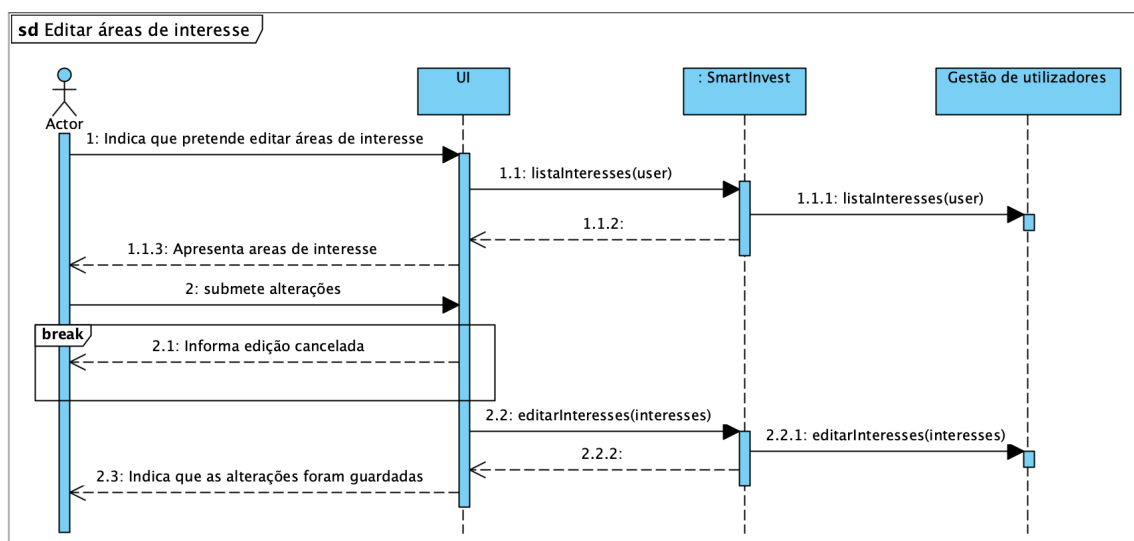 sd Editar áreas de interesse
Actor
UI
: SmartInvest
Gestão de utilizadores
1: Indica que pretende editar áreas de interesse
1.1: listaInteresses(user)
1.1.1: listaInteresses(user)
1.1.2:
1.1.3: Apresenta areas de interesse
2: submete alterações
break
2.1: Informa edição cancelada
2.2: editarInteresses(interesses)
2.2.1: editarInteresses(interesses)
2.2.2:
2.3: Indica que as alterações foram guardadas